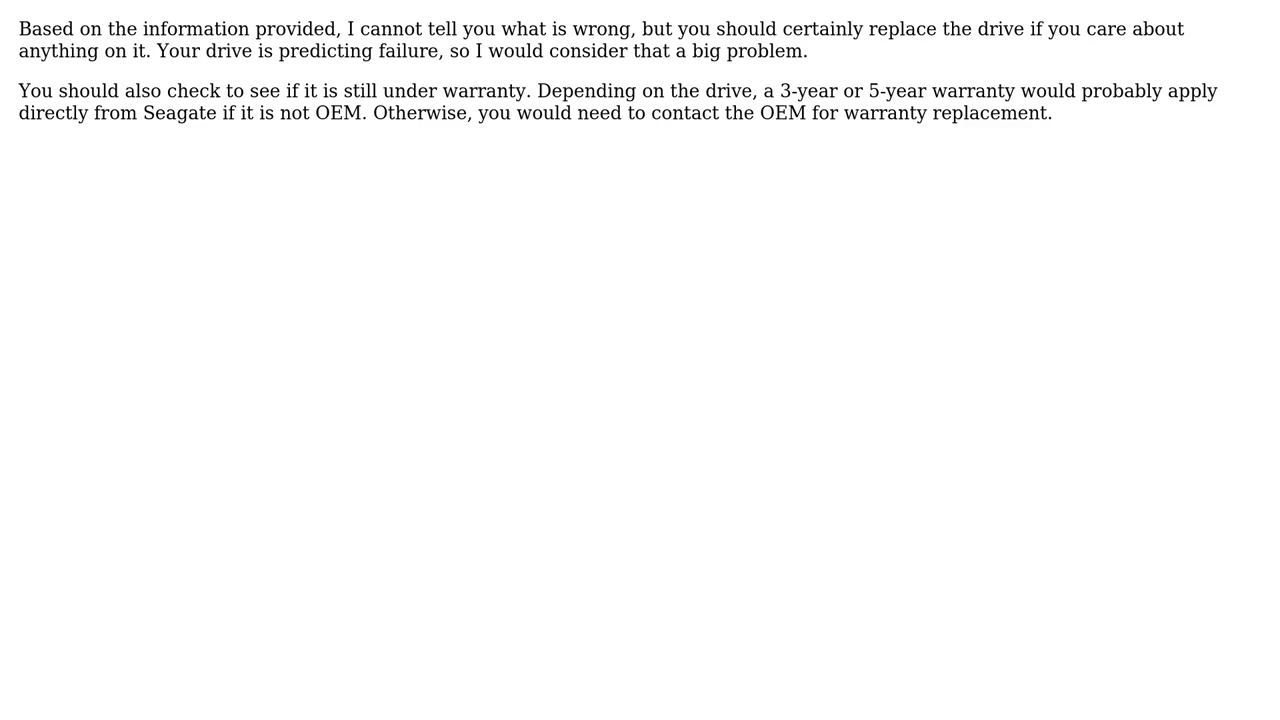 Based on the information provided, I cannot tell you what is wrong, but you should certainly replace the drive if you care about
anything on it. Your drive is predicting failure, so I would consider that a big problem.
You should also check to see if it is still under warranty. Depending on the drive, a 3-year or 5-year warranty would probably apply
directly from Seagate if it is not OEM. Otherwise, you would need to contact the OEM for warranty replacement.